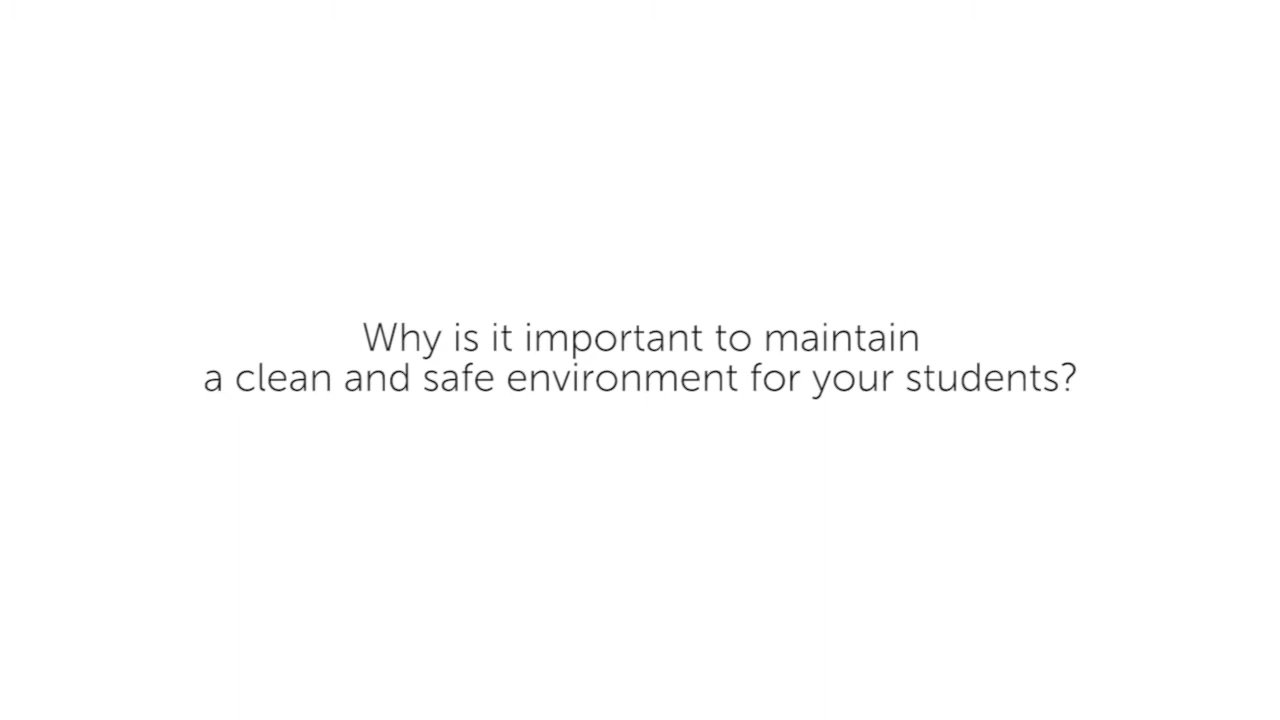 Why is it important to maintain
a clean and safe environment for your students?